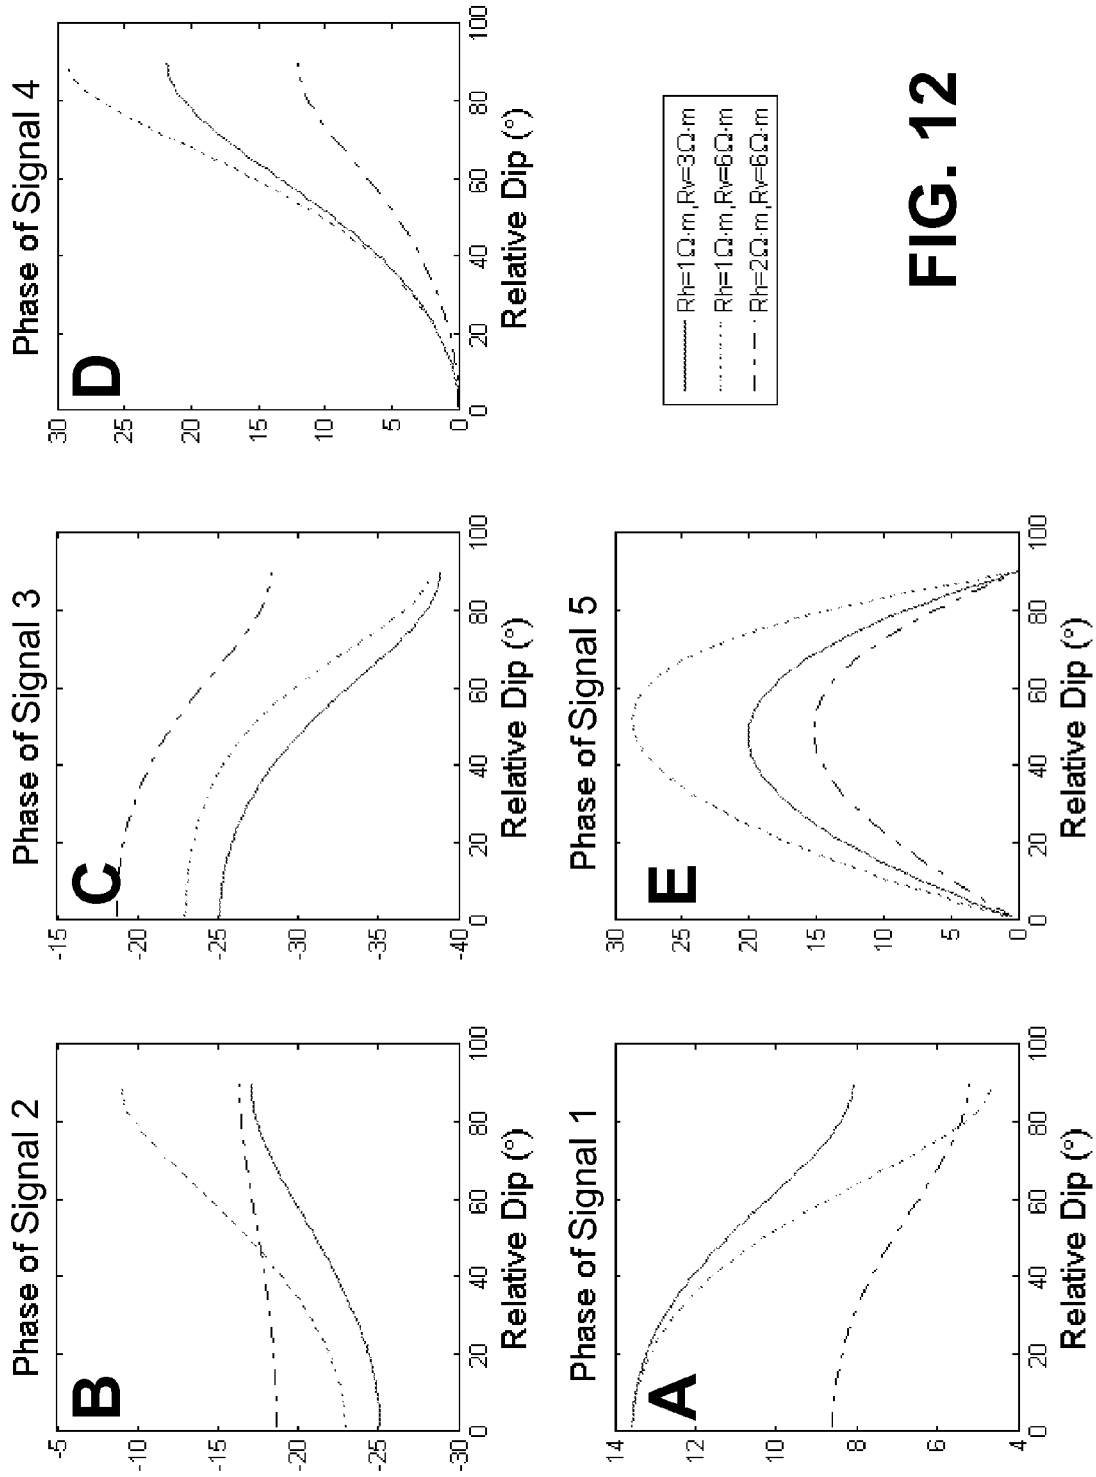 Phase of Signal 2
B
-5
-10
-15
-20
-25
-30
0 20 40 60 80 100
Relative Dip (°)
Phase of Signal 3
C
-15
-20
-25
-30
-35
-40
0 20 40 60 80 100
Relative Dip (°)
Phase of Signal 4
D
30
25
20
15
10
5
0
0 20 40 60 80 100
Relative Dip (°)
Phase of Signal 1
A
14
12
10
8
6
4
0 20 40 60 80 100
Relative Dip (°)
Phase of Signal 5
E
30
25
20
15
10
5
0
0 20 40 60 80 100
Relative Dip (°)
Rh=1Ω·m,Rv=3Ω·m
Rh=1Ω·m,Rv=6Ω·m
Rh=2Ω·m,Rv=6Ω·m
FIG. 12